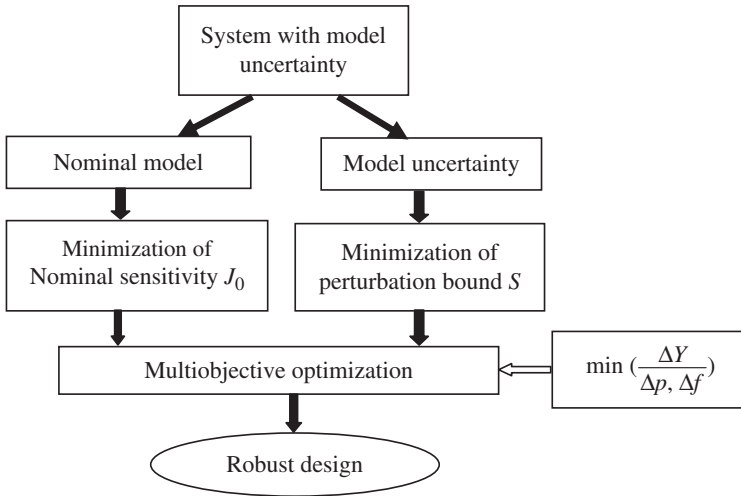 System with model
uncertainty
Nominal model
Model uncertainty
Minimization of
Nominal sensitivity J₀
Minimization of
perturbation bound S
Multiobjective optimization
min (ΔY / Δp, Δf)
Robust design